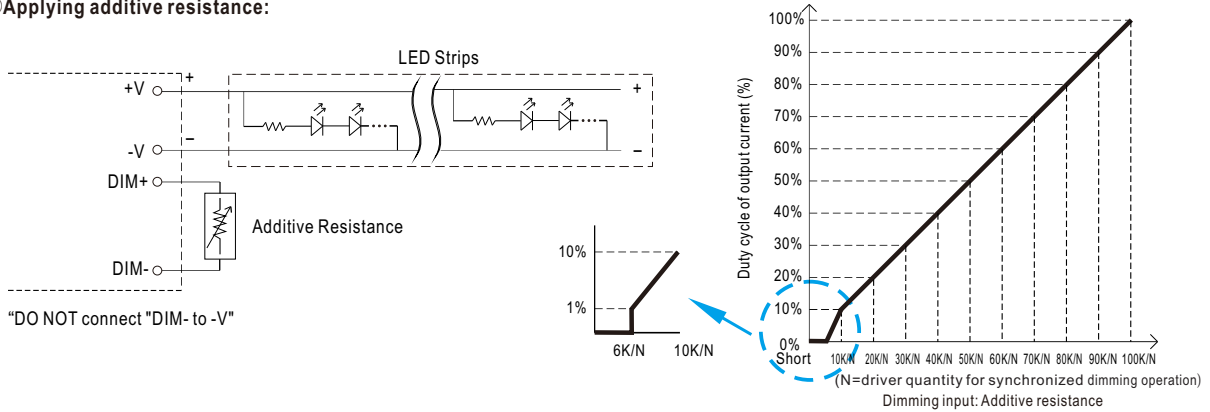 Applying additive resistance:
LED Strips
+V
+
+
-V
–
–
DIM+
Additive Resistance
DIM-
“DO NOT connect "DIM- to -V"
10%
1%
6K/N 10K/N
Duty cycle of output current (%)
100%
90%
80%
70%
60%
50%
40%
30%
20%
10%
0%
Short 10K/N 20K/N 30K/N 40K/N 50K/N 60K/N 70K/N 80K/N 90K/N 100K/N
(N=driver quantity for synchronized dimming operation)
Dimming input: Additive resistance